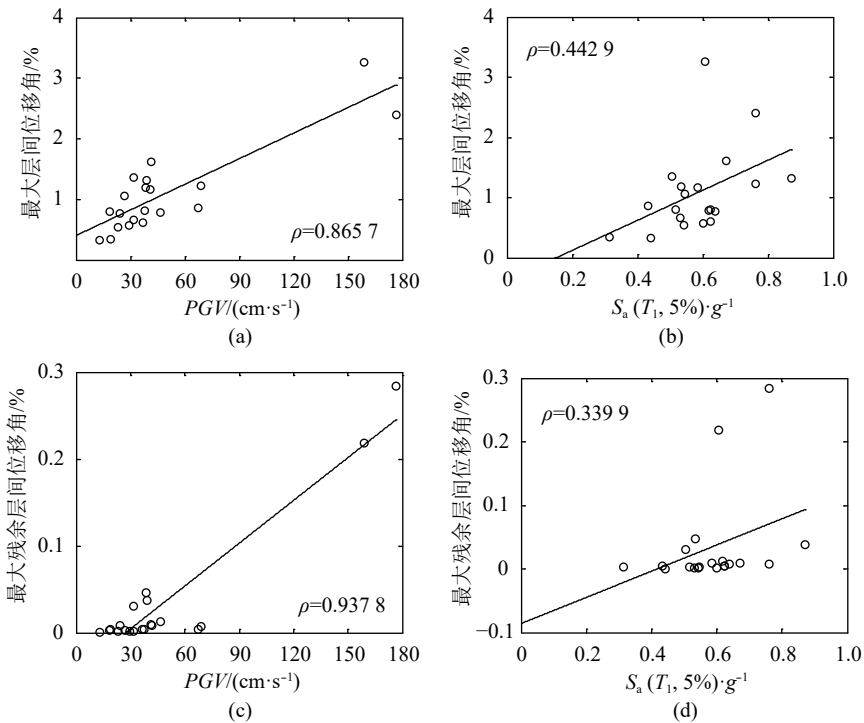 4
3
2
1
0
30
60
90
120
150
180
最大层间位移角/%
ρ=0.865 7
PGV/(cm·s⁻¹)
(a)
4
3
2
1
0
0
0.2
0.4
0.6
0.8
1.0
最大层间位移角/%
ρ=0.442 9
Sₐ (T₁, 5%)·g⁻¹
(b)
0.3
0.2
0.1
0
0
30
60
90
120
150
180
最大残余层间位移角/%
ρ=0.937 8
PGV/(cm·s⁻¹)
(c)
0.3
0.2
0.1
0
−0.1
0
0.2
0.4
0.6
0.8
1.0
最大残余层间位移角/%
ρ=0.339 9
Sₐ (T₁, 5%)·g⁻¹
(d)